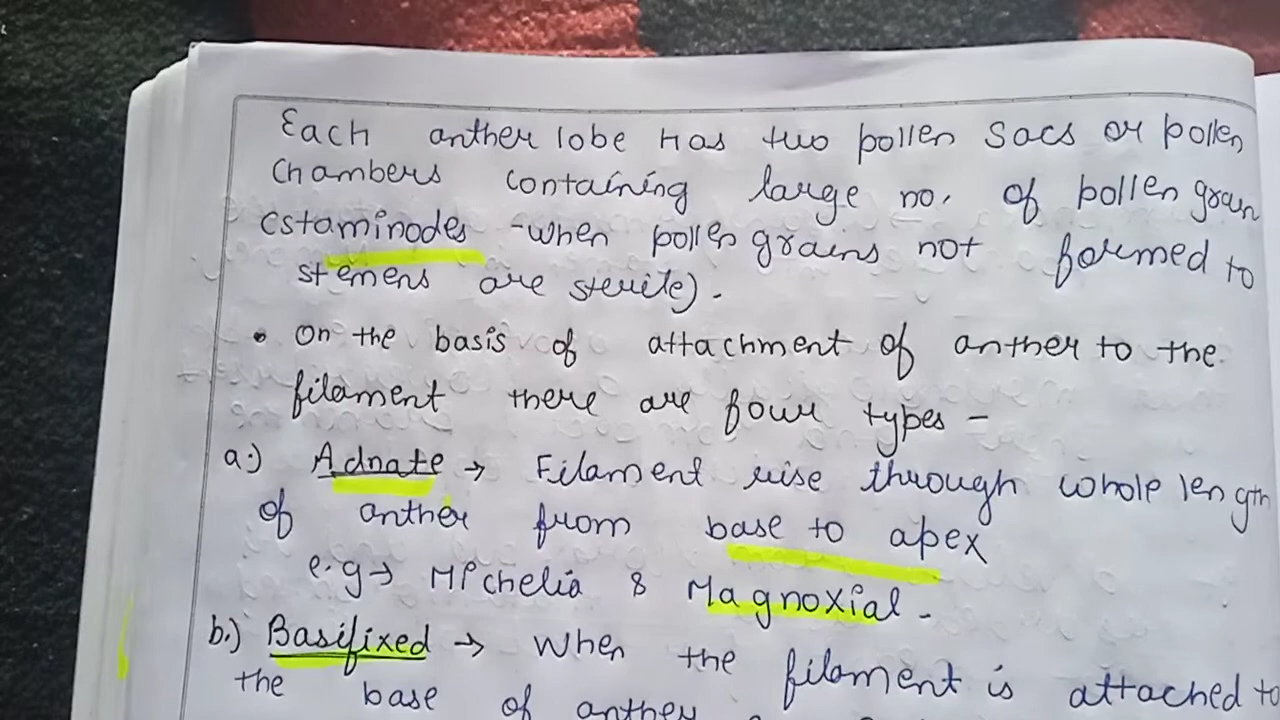 Each anther lobe has two pollen sacs or pollen
chambers containing large no. of pollen grain
(staminodes - when pollen grains not formed to
stemens are sterile).
• On the basis of attachment of anther to the
filament there are four types -
a.) Adnate → Filament rise through whole length
of anther from base to apex
e.g → MPchelia & Magnoxial.
b.) Basifixed → When the filament is attached to
the base of anther